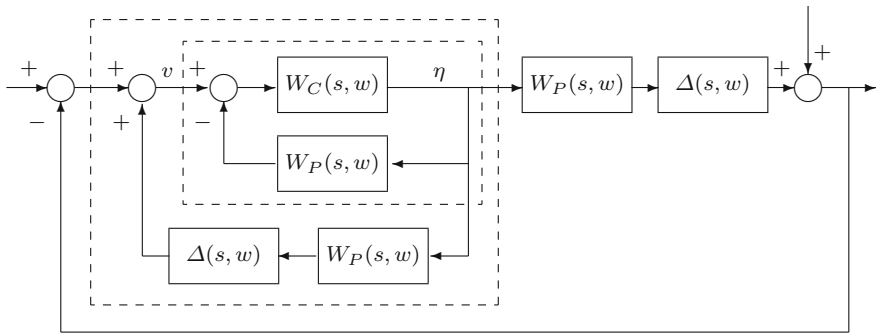 + + v + W_C(s, w) η W_P(s, w) Δ(s, w) + +
− + − W_P(s, w)
Δ(s, w) W_P(s, w)